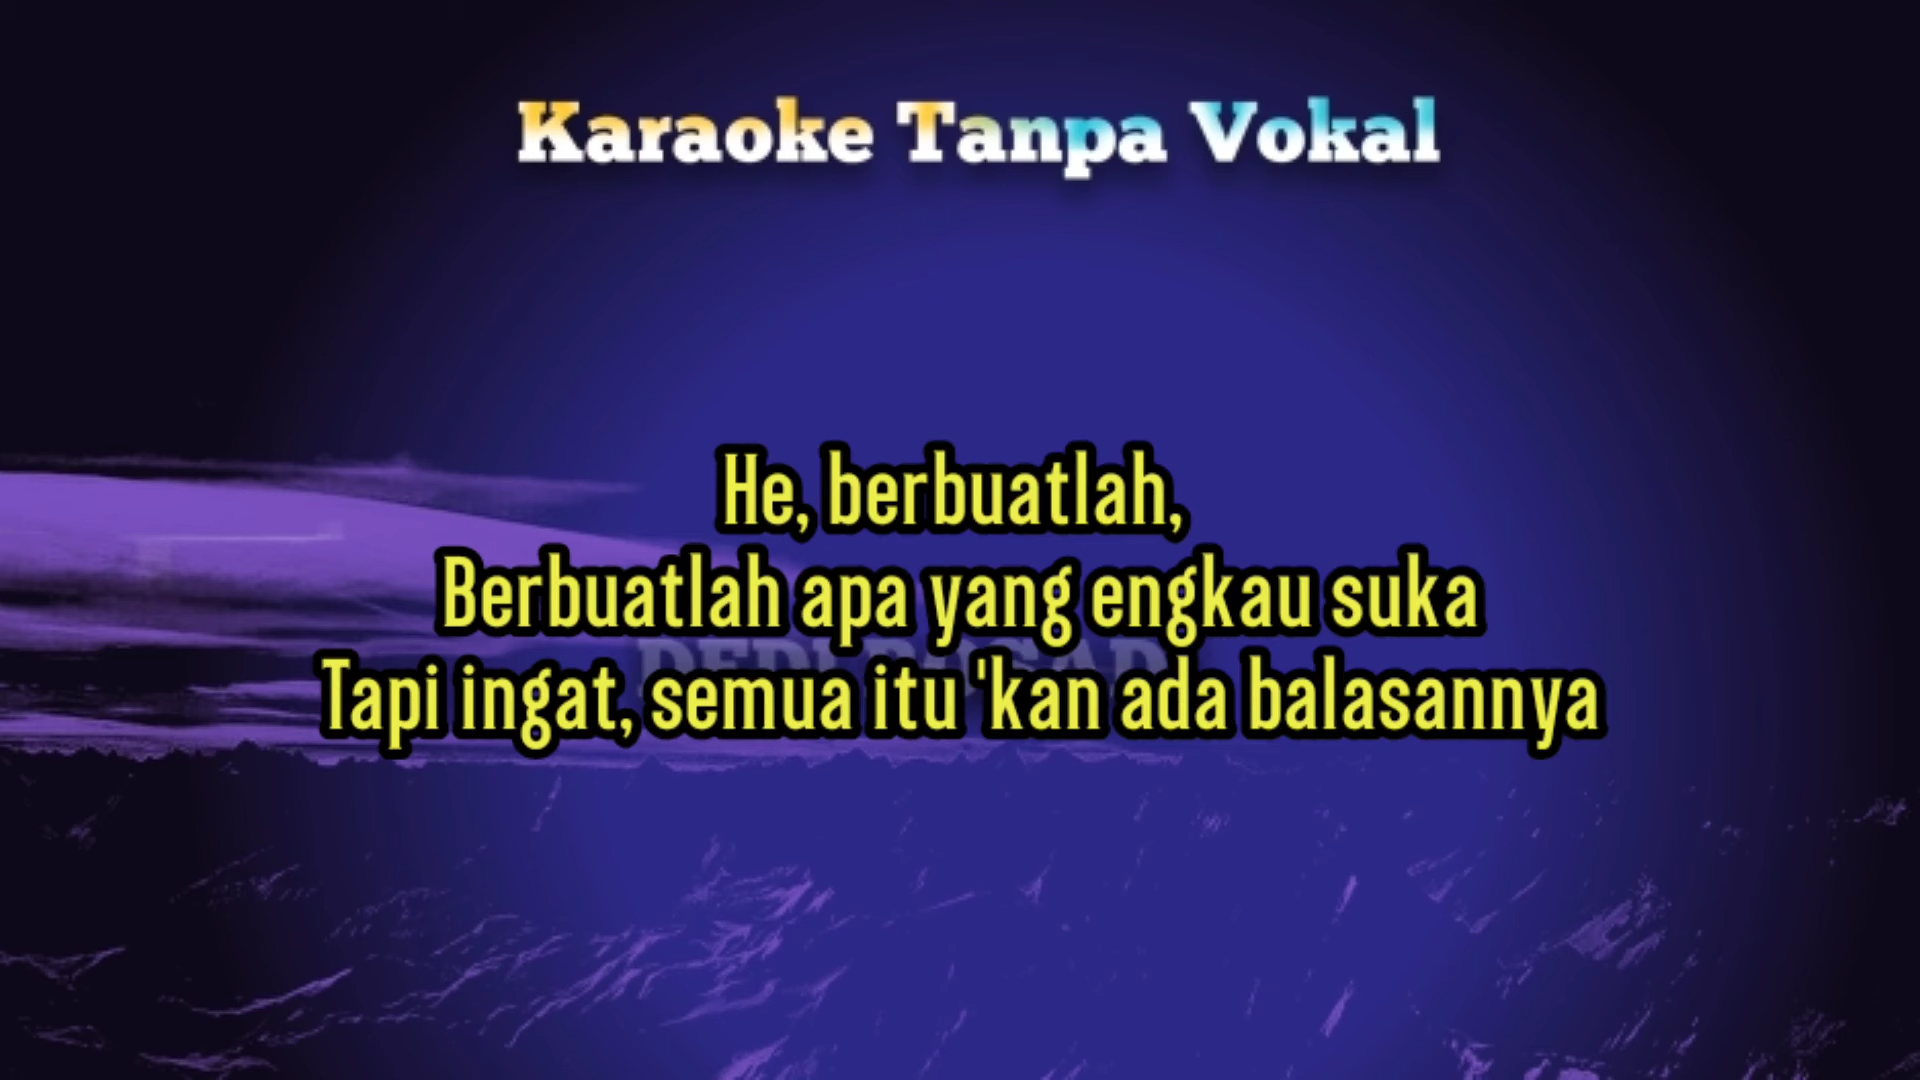 Karaoke Tanpa Vokal
He, berbuatlah,
Berbuatlah apa yang engkau suka
Tapi ingat, semua itu 'kan ada balasannya